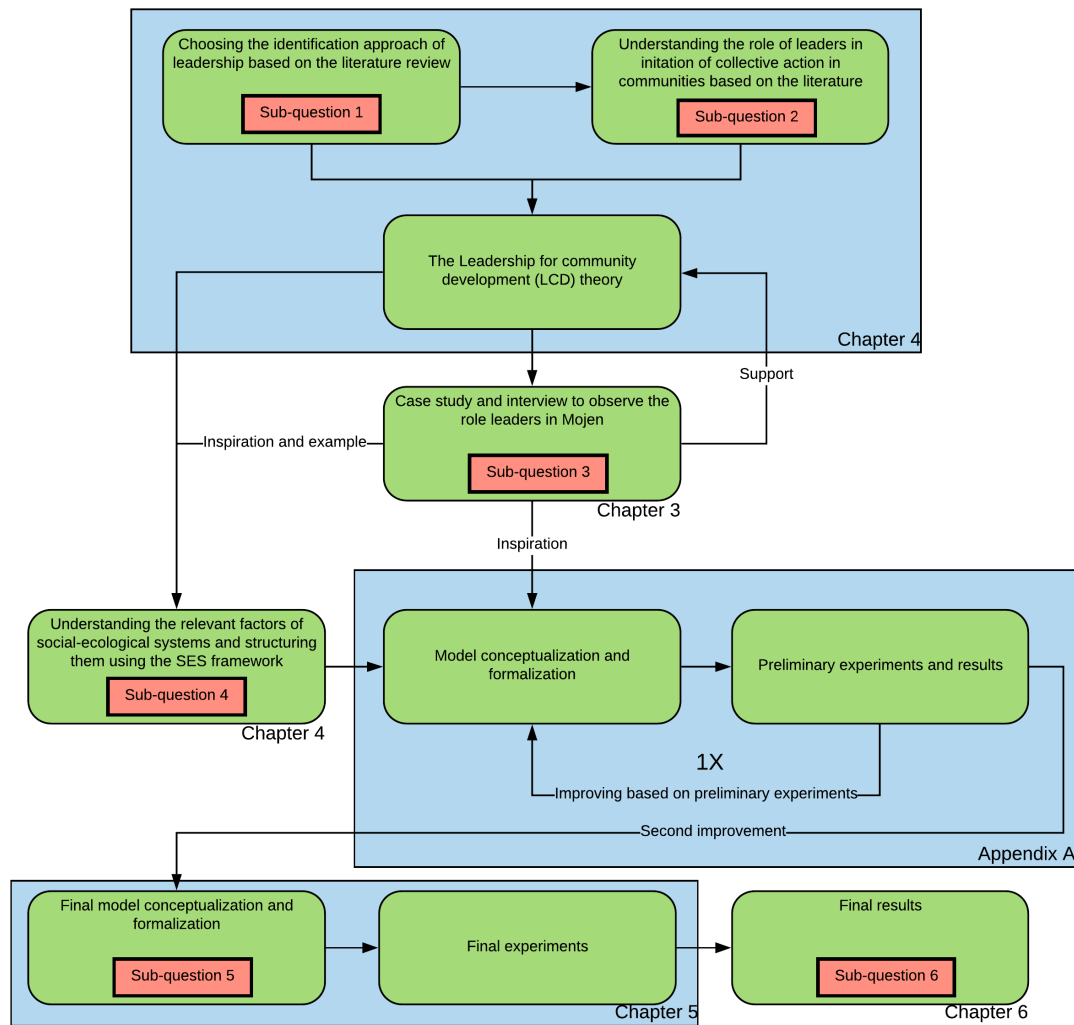 Choosing the identification approach of
leadership based on the literature review
Sub-question 1
Understanding the role of leaders in
initation of collective action in
communities based on the literature
Sub-question 2
The Leadership for community
development (LCD) theory
Chapter 4
Support
Case study and interview to observe the
role leaders in Mojen
Sub-question 3
Chapter 3
Inspiration and example
Inspiration
Understanding the relevant factors of
social-ecological systems and structuring
them using the SES framework
Sub-question 4
Chapter 4
Model conceptualization and
formalization
Preliminary experiments and results
1X
Improving based on preliminary experiments
Second improvement
Appendix A
Final model conceptualization and
formalization
Sub-question 5
Final experiments
Chapter 5
Final results
Sub-question 6
Chapter 6